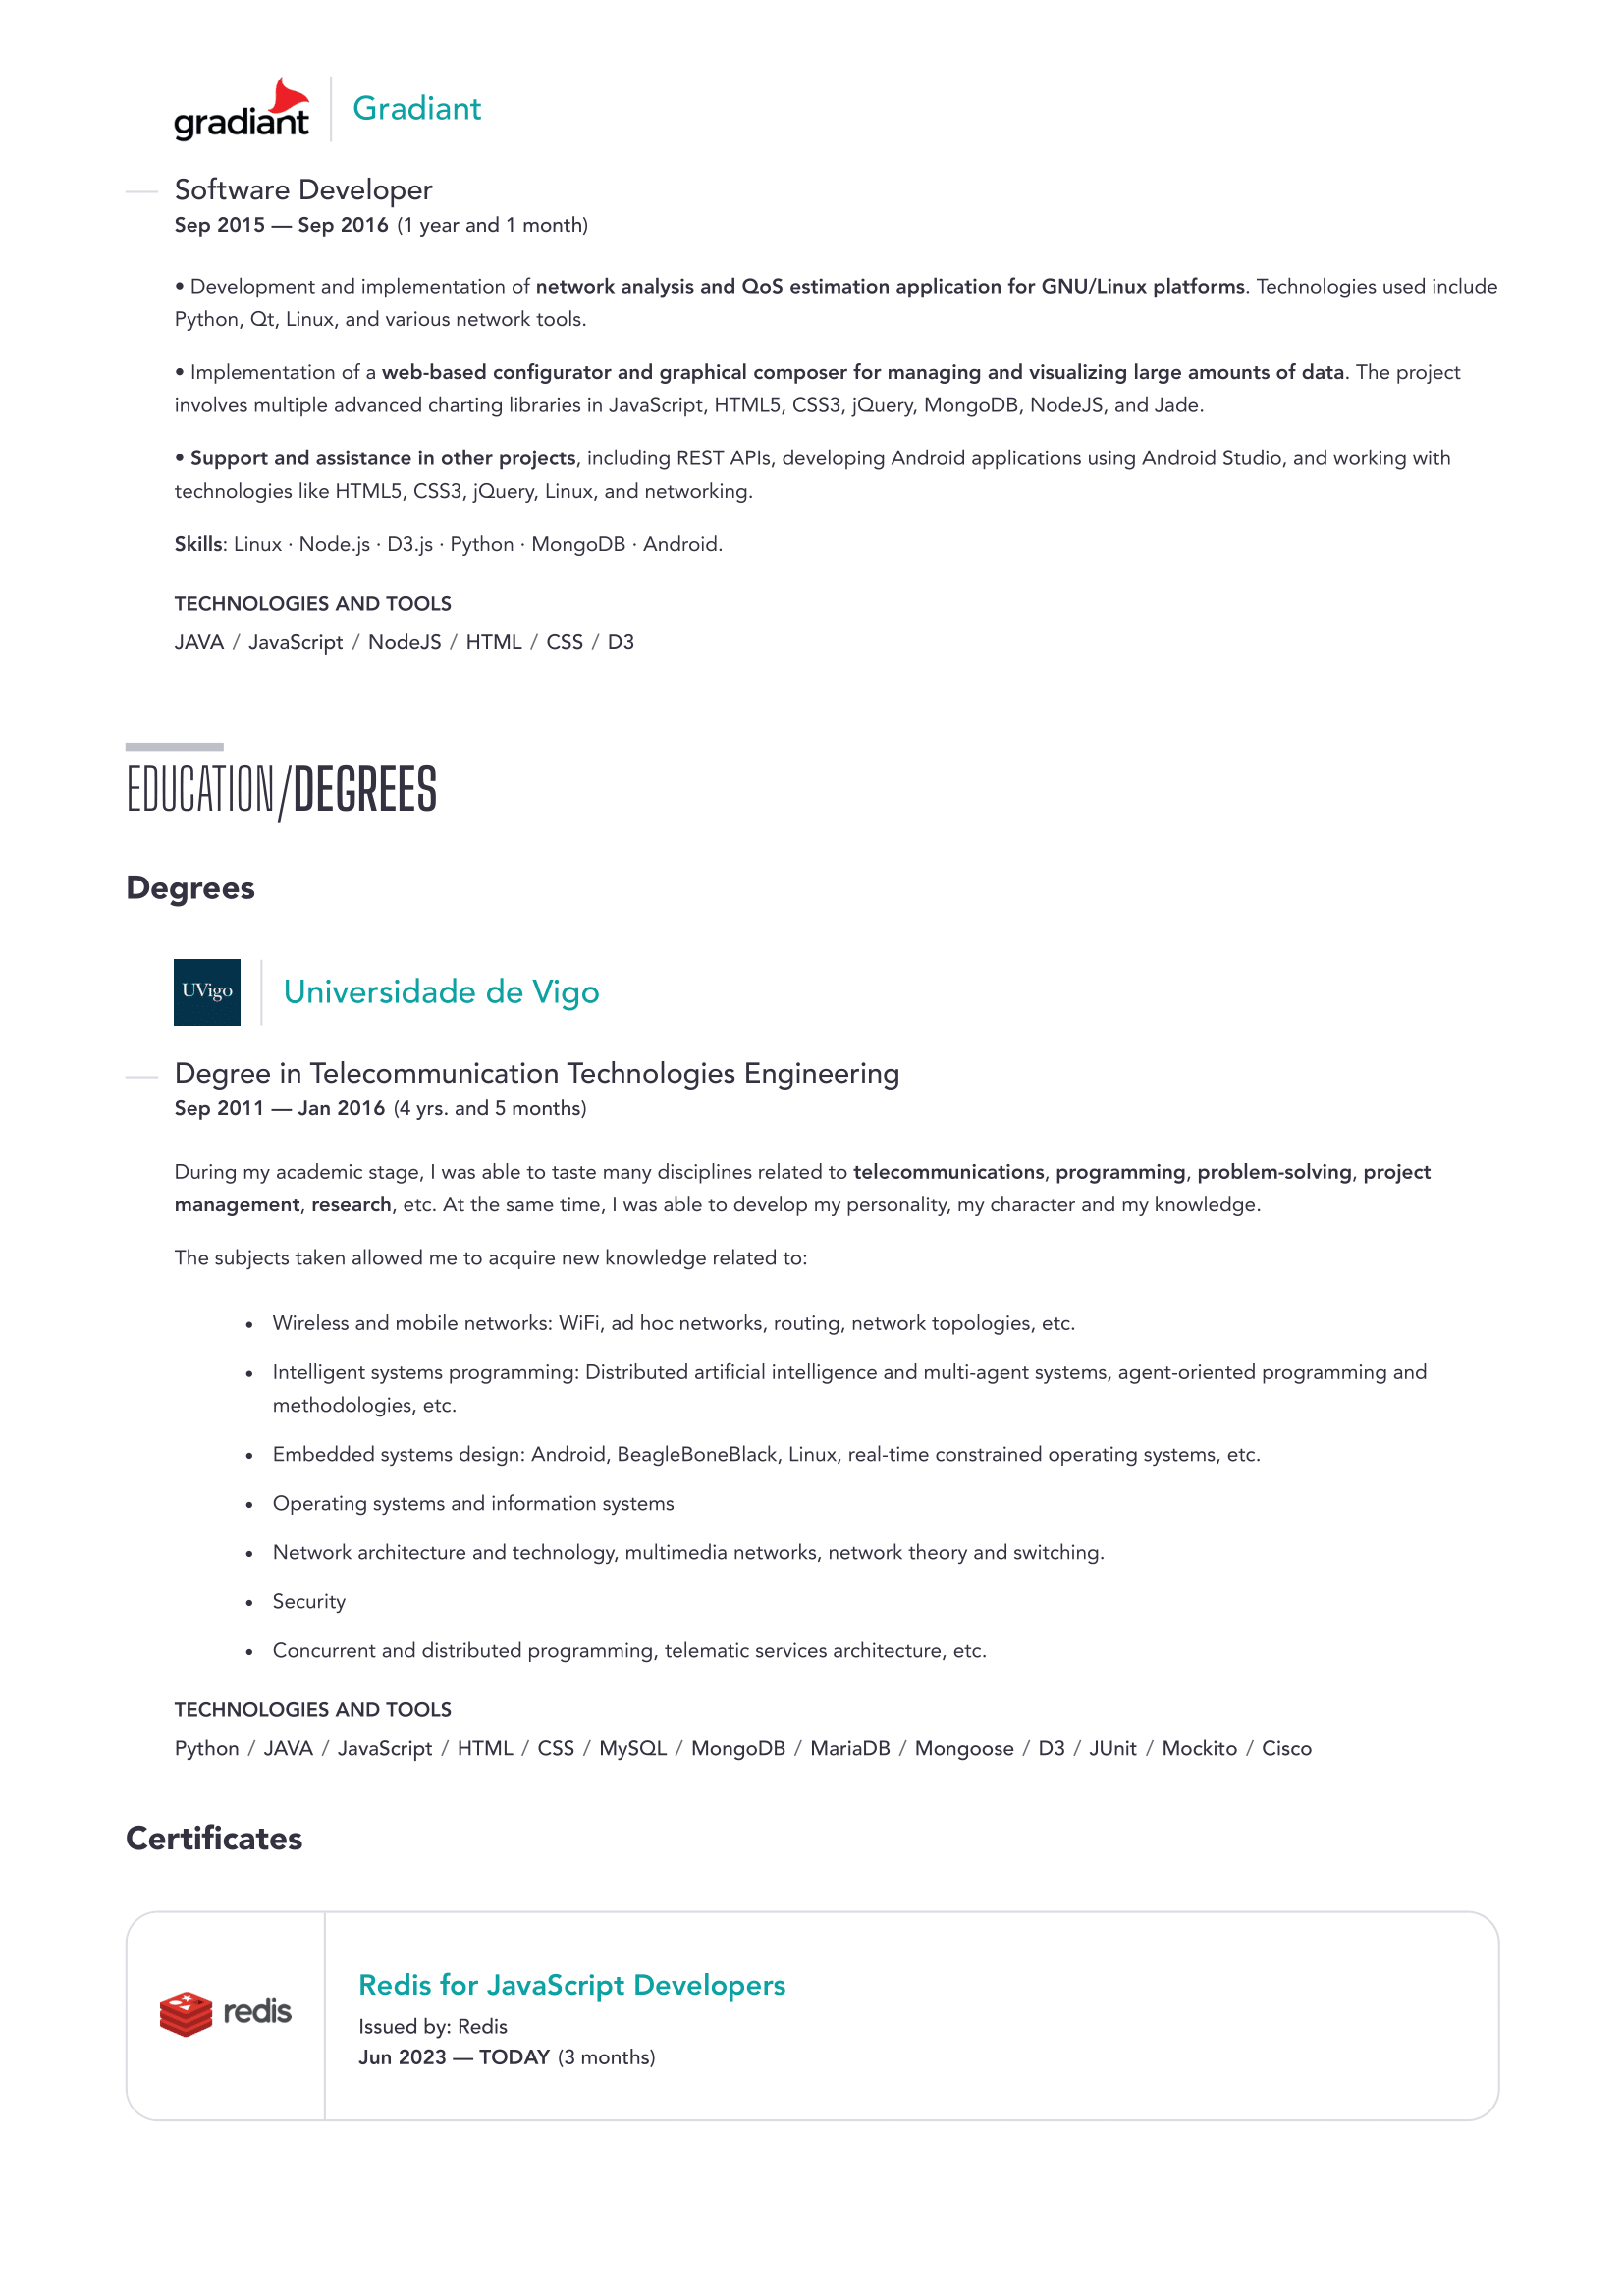 gradiant
Gradiant
Software Developer
Sep 2015 — Sep 2016 (1 year and 1 month)
• Development and implementation of network analysis and QoS estimation application for GNU/Linux platforms. Technologies used include
Python, Qt, Linux, and various network tools.
• Implementation of a web-based configurator and graphical composer for managing and visualizing large amounts of data. The project
involves multiple advanced charting libraries in JavaScript, HTML5, CSS3, jQuery, MongoDB, NodeJS, and Jade.
• Support and assistance in other projects, including REST APIs, developing Android applications using Android Studio, and working with
technologies like HTML5, CSS3, jQuery, Linux, and networking.
Skills: Linux · Node.js · D3.js · Python · MongoDB · Android.
TECHNOLOGIES AND TOOLS
JAVA / JavaScript / NodeJS / HTML / CSS / D3
EDUCATION/DEGREES
Degrees
UVigo
Universidade de Vigo
Degree in Telecommunication Technologies Engineering
Sep 2011 — Jan 2016 (4 yrs. and 5 months)
During my academic stage, I was able to taste many disciplines related to telecommunications, programming, problem-solving, project
management, research, etc. At the same time, I was able to develop my personality, my character and my knowledge.
The subjects taken allowed me to acquire new knowledge related to:
• Wireless and mobile networks: WiFi, ad hoc networks, routing, network topologies, etc.
• Intelligent systems programming: Distributed artificial intelligence and multi-agent systems, agent-oriented programming and
methodologies, etc.
• Embedded systems design: Android, BeagleBoneBlack, Linux, real-time constrained operating systems, etc.
• Operating systems and information systems
• Network architecture and technology, multimedia networks, network theory and switching.
• Security
• Concurrent and distributed programming, telematic services architecture, etc.
TECHNOLOGIES AND TOOLS
Python / JAVA / JavaScript / HTML / CSS / MySQL / MongoDB / MariaDB / Mongoose / D3 / JUnit / Mockito / Cisco
Certificates
redis
Redis for JavaScript Developers
Issued by: Redis
Jun 2023 — TODAY (3 months)